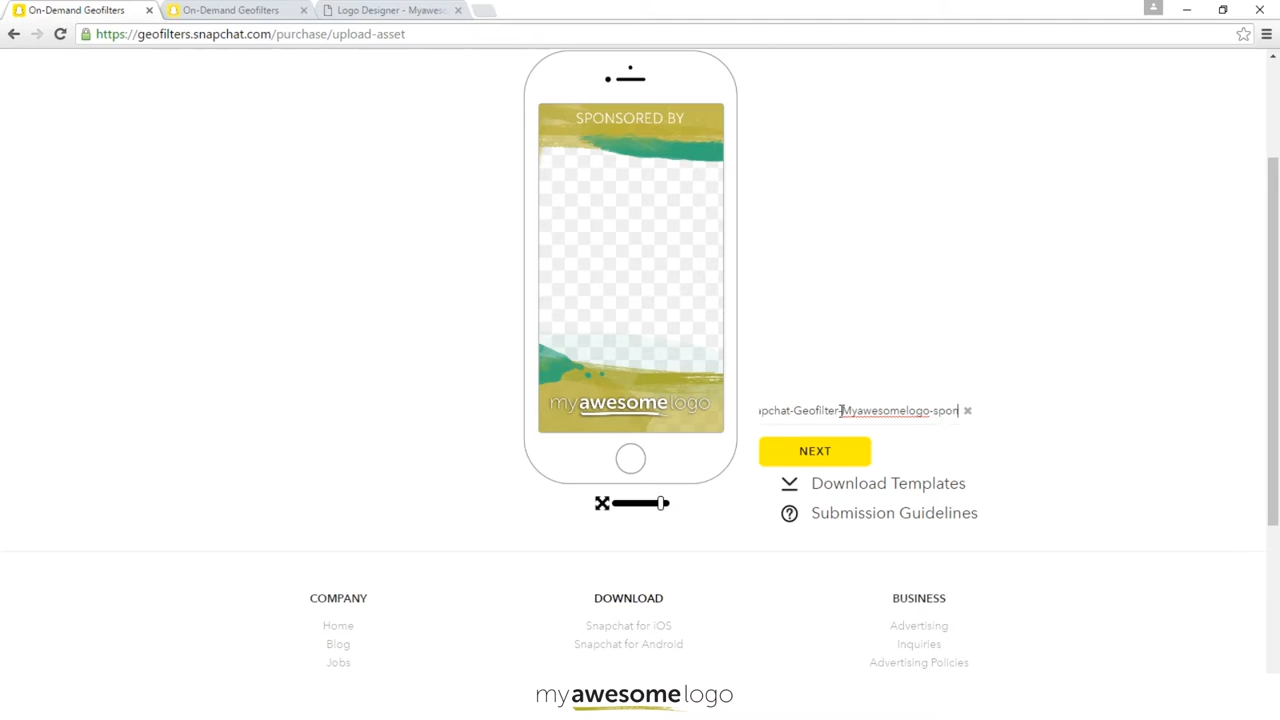 On-Demand Geofilters
On-Demand Geofilters
Logo Designer - Myaweso
https://geofilters.snapchat.com/purchase/upload-asset
SPONSORED BY
myawesomelogo
apchat-Geofilter-Myawesomelogo-spon
NEXT
Download Templates
Submission Guidelines
COMPANY
DOWNLOAD
BUSINESS
Home
Snapchat for iOS
Advertising
Blog
Snapchat for Android
Inquiries
Jobs
Advertising Policies
myawesomelogo